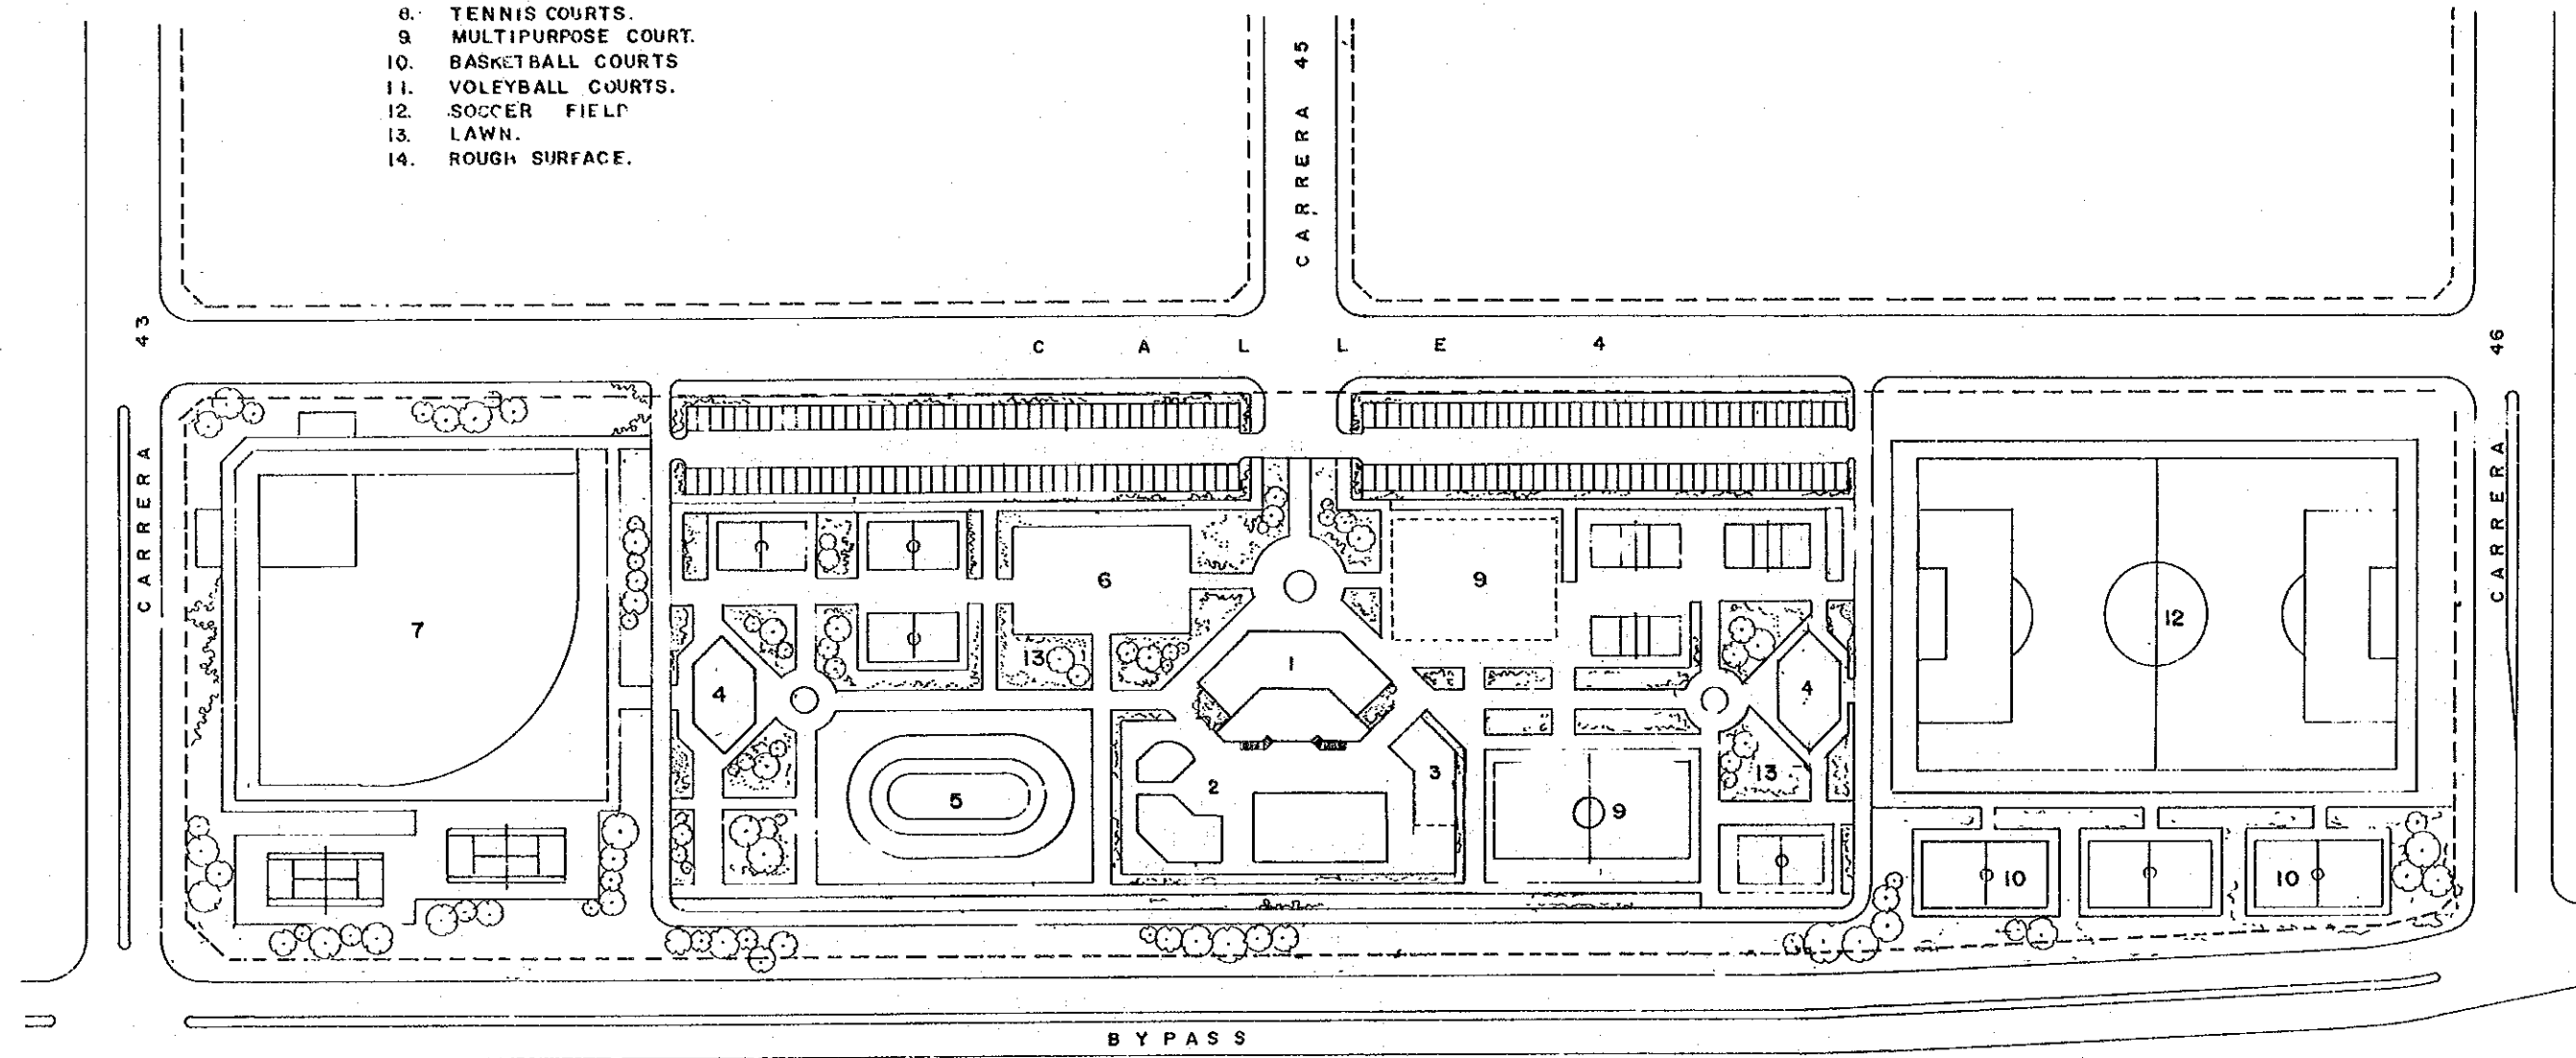 8. TENNIS COURTS.
9. MULTIPURPOSE COURT.
10. BASKETBALL COURTS
11. VOLEYBALL COURTS.
12. SOCCER FIELD
13. LAWN.
14. ROUGH SURFACE.
CARRERA 45
CARRERA 43
CALLE 4
CARRERA 46
6
9
7
12
13
1
4
4
3
13
2
5
9
10
10
BYPASS